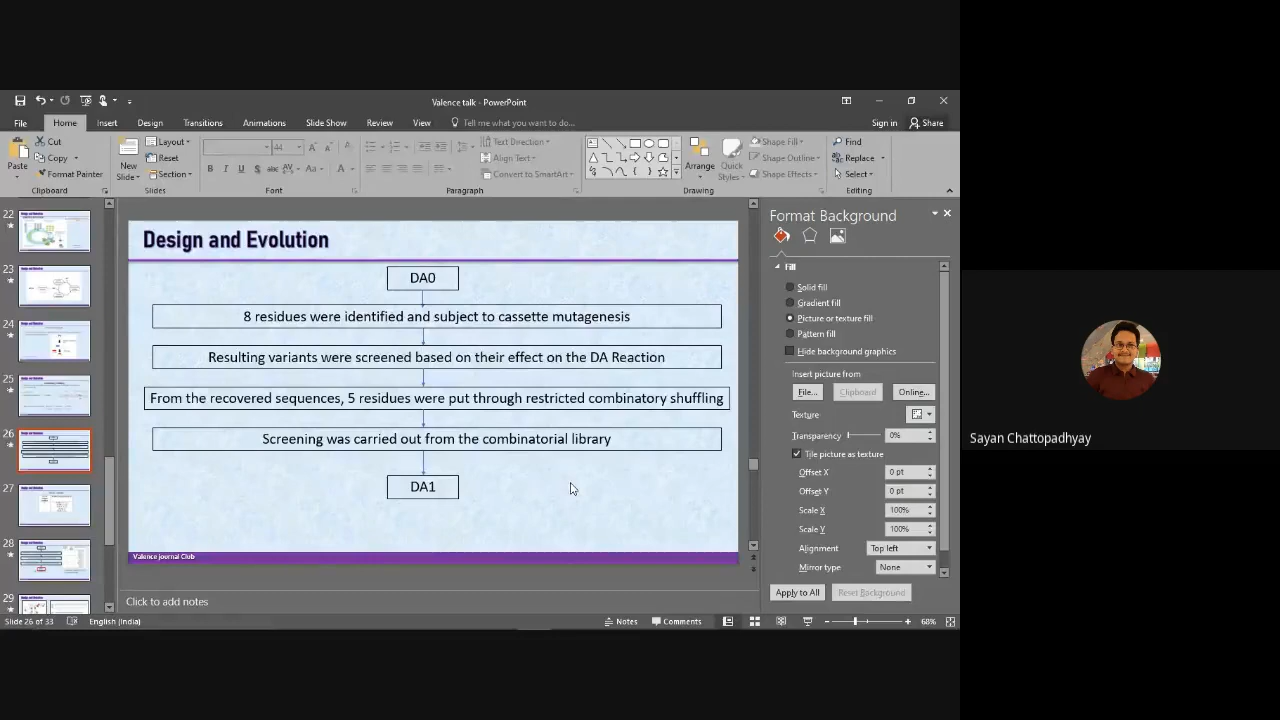 Valence talk - PowerPoint
File Home Insert Design Transitions Animations Slide Show Review View Tell me what you want to do... Sign in Share
Paste
Cut
Copy
Format Painter
Clipboard
New Slide
Layout
Reset
Section
Slides
44
Font
Text Direction
Align Text
Convert to SmartArt
Paragraph
Arrange
Quick Styles
Shape Fill
Shape Outline
Shape Effects
Drawing
Find
Replace
Select
Editing
22
23
24
25
26
27
28
29
Design and Evolution
DA0
8 residues were identified and subject to cassette mutagenesis
Resulting variants were screened based on their effect on the DA Reaction
From the recovered sequences, 5 residues were put through restricted combinatory shuffling
Screening was carried out from the combinatorial library
DA1
Valence Journal Club
Click to add notes
Format Background
Fill
Solid fill
Gradient fill
Picture or texture fill
Pattern fill
Hide background graphics
Insert picture from
File... Clipboard Online...
Texture
Transparency 0%
Tile picture as texture
Offset X 0 pt
Offset Y 0 pt
Scale X 100%
Scale Y 100%
Alignment Top left
Mirror type None
Apply to All Reset Background
Slide 26 of 33 English (India) Notes Comments 68%
Sayan Chattopadhyay